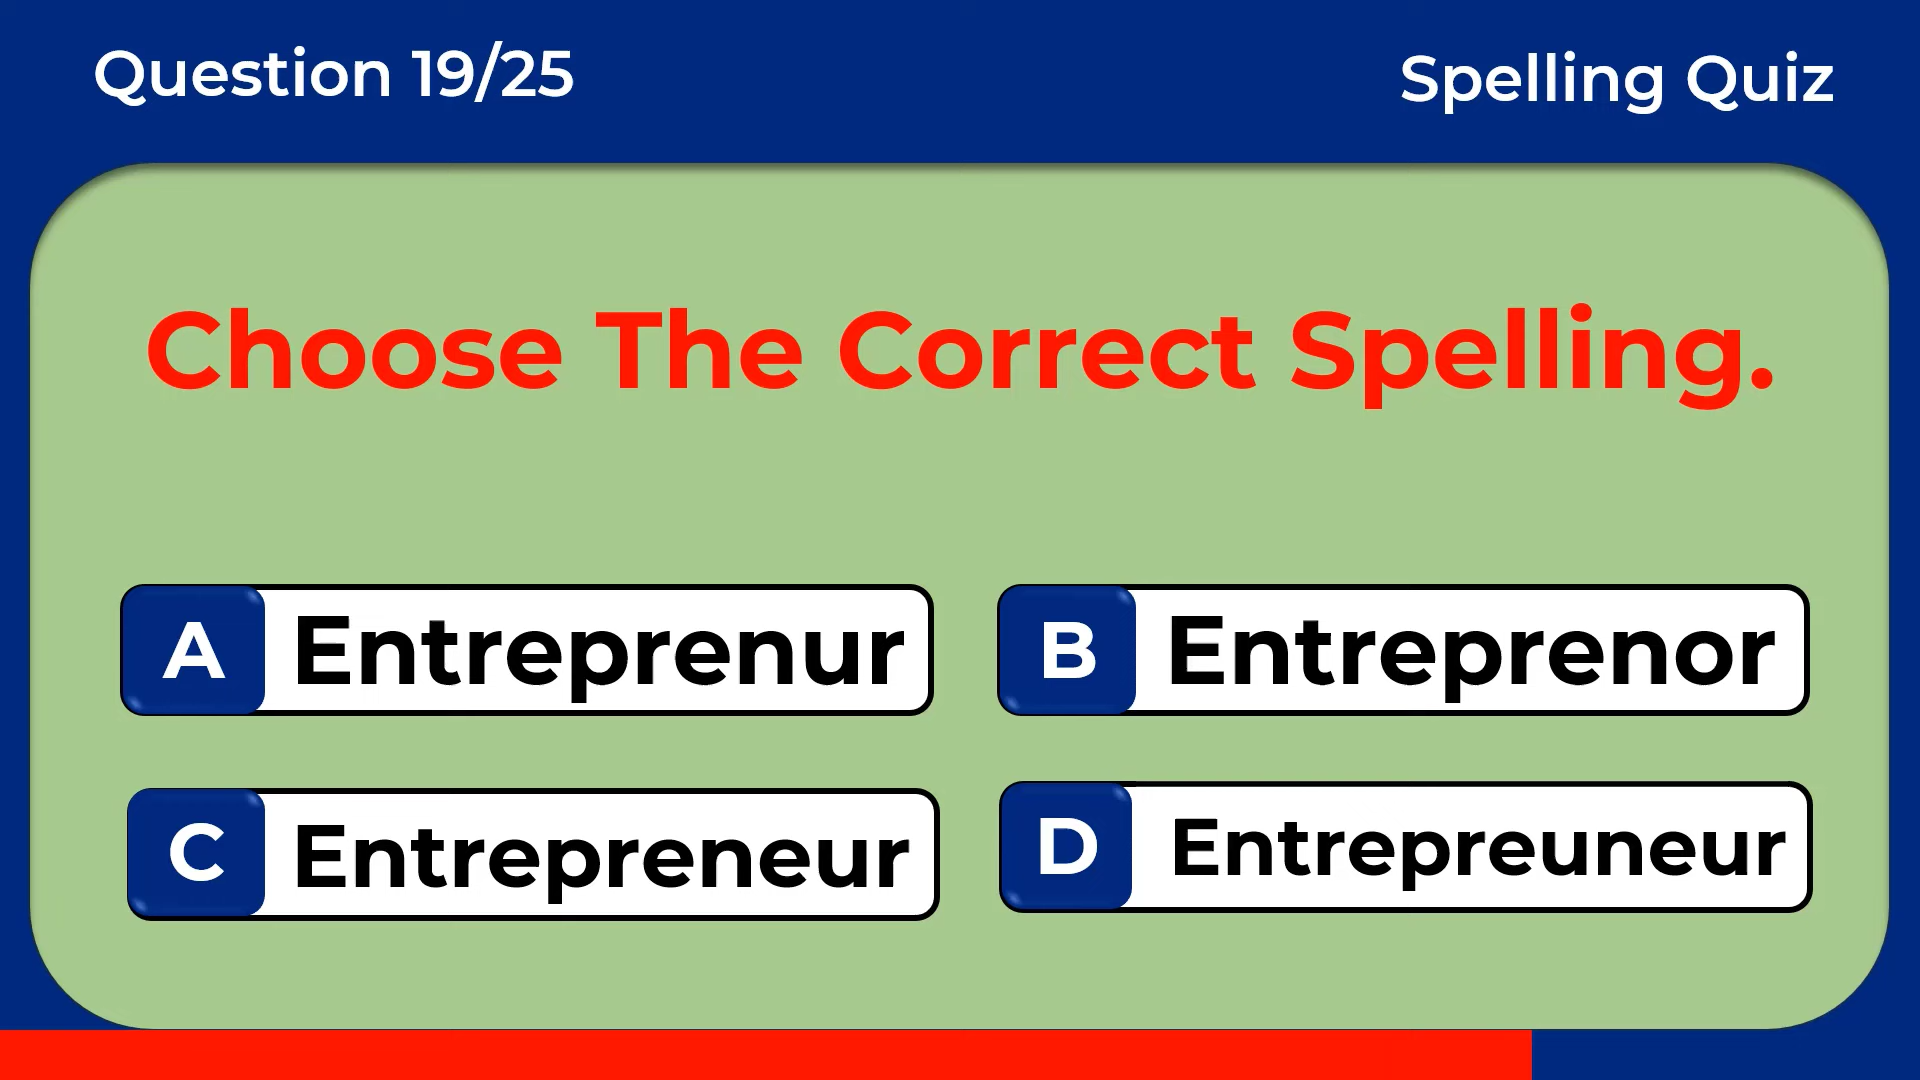 Question 19/25
Spelling Quiz
Choose The Correct Spelling.
A Entreprenur
B Entreprenor
C Entrepreneur
D Entrepreuneur